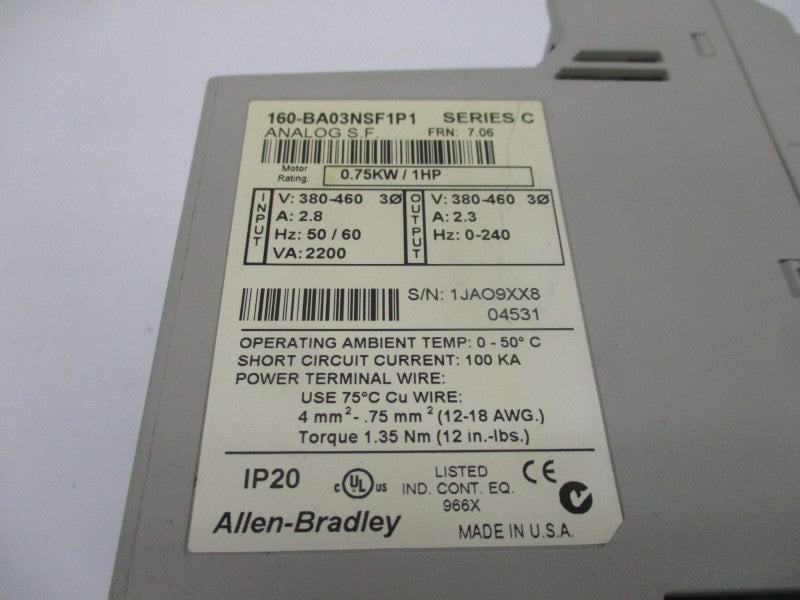 160-BA03NSF1P1 SERIES C
ANALOG S.F. FRN: 7.06
Motor Rating: 0.75KW / 1HP
INPUT
V: 380-460 3Ø
A: 2.8
Hz: 50 / 60
VA: 2200
OUTPUT
V: 380-460 3Ø
A: 2.3
Hz: 0-240
S/N: 1JAO9XX8
04531
OPERATING AMBIENT TEMP: 0 - 50° C
SHORT CIRCUIT CURRENT: 100 KA
POWER TERMINAL WIRE:
USE 75°C Cu WIRE:
4 mm² - .75 mm² (12-18 AWG.)
Torque 1.35 Nm (12 in.-lbs.)
IP20
c UL us
LISTED
IND. CONT. EQ.
966X
CE
Allen-Bradley
MADE IN U.S.A.